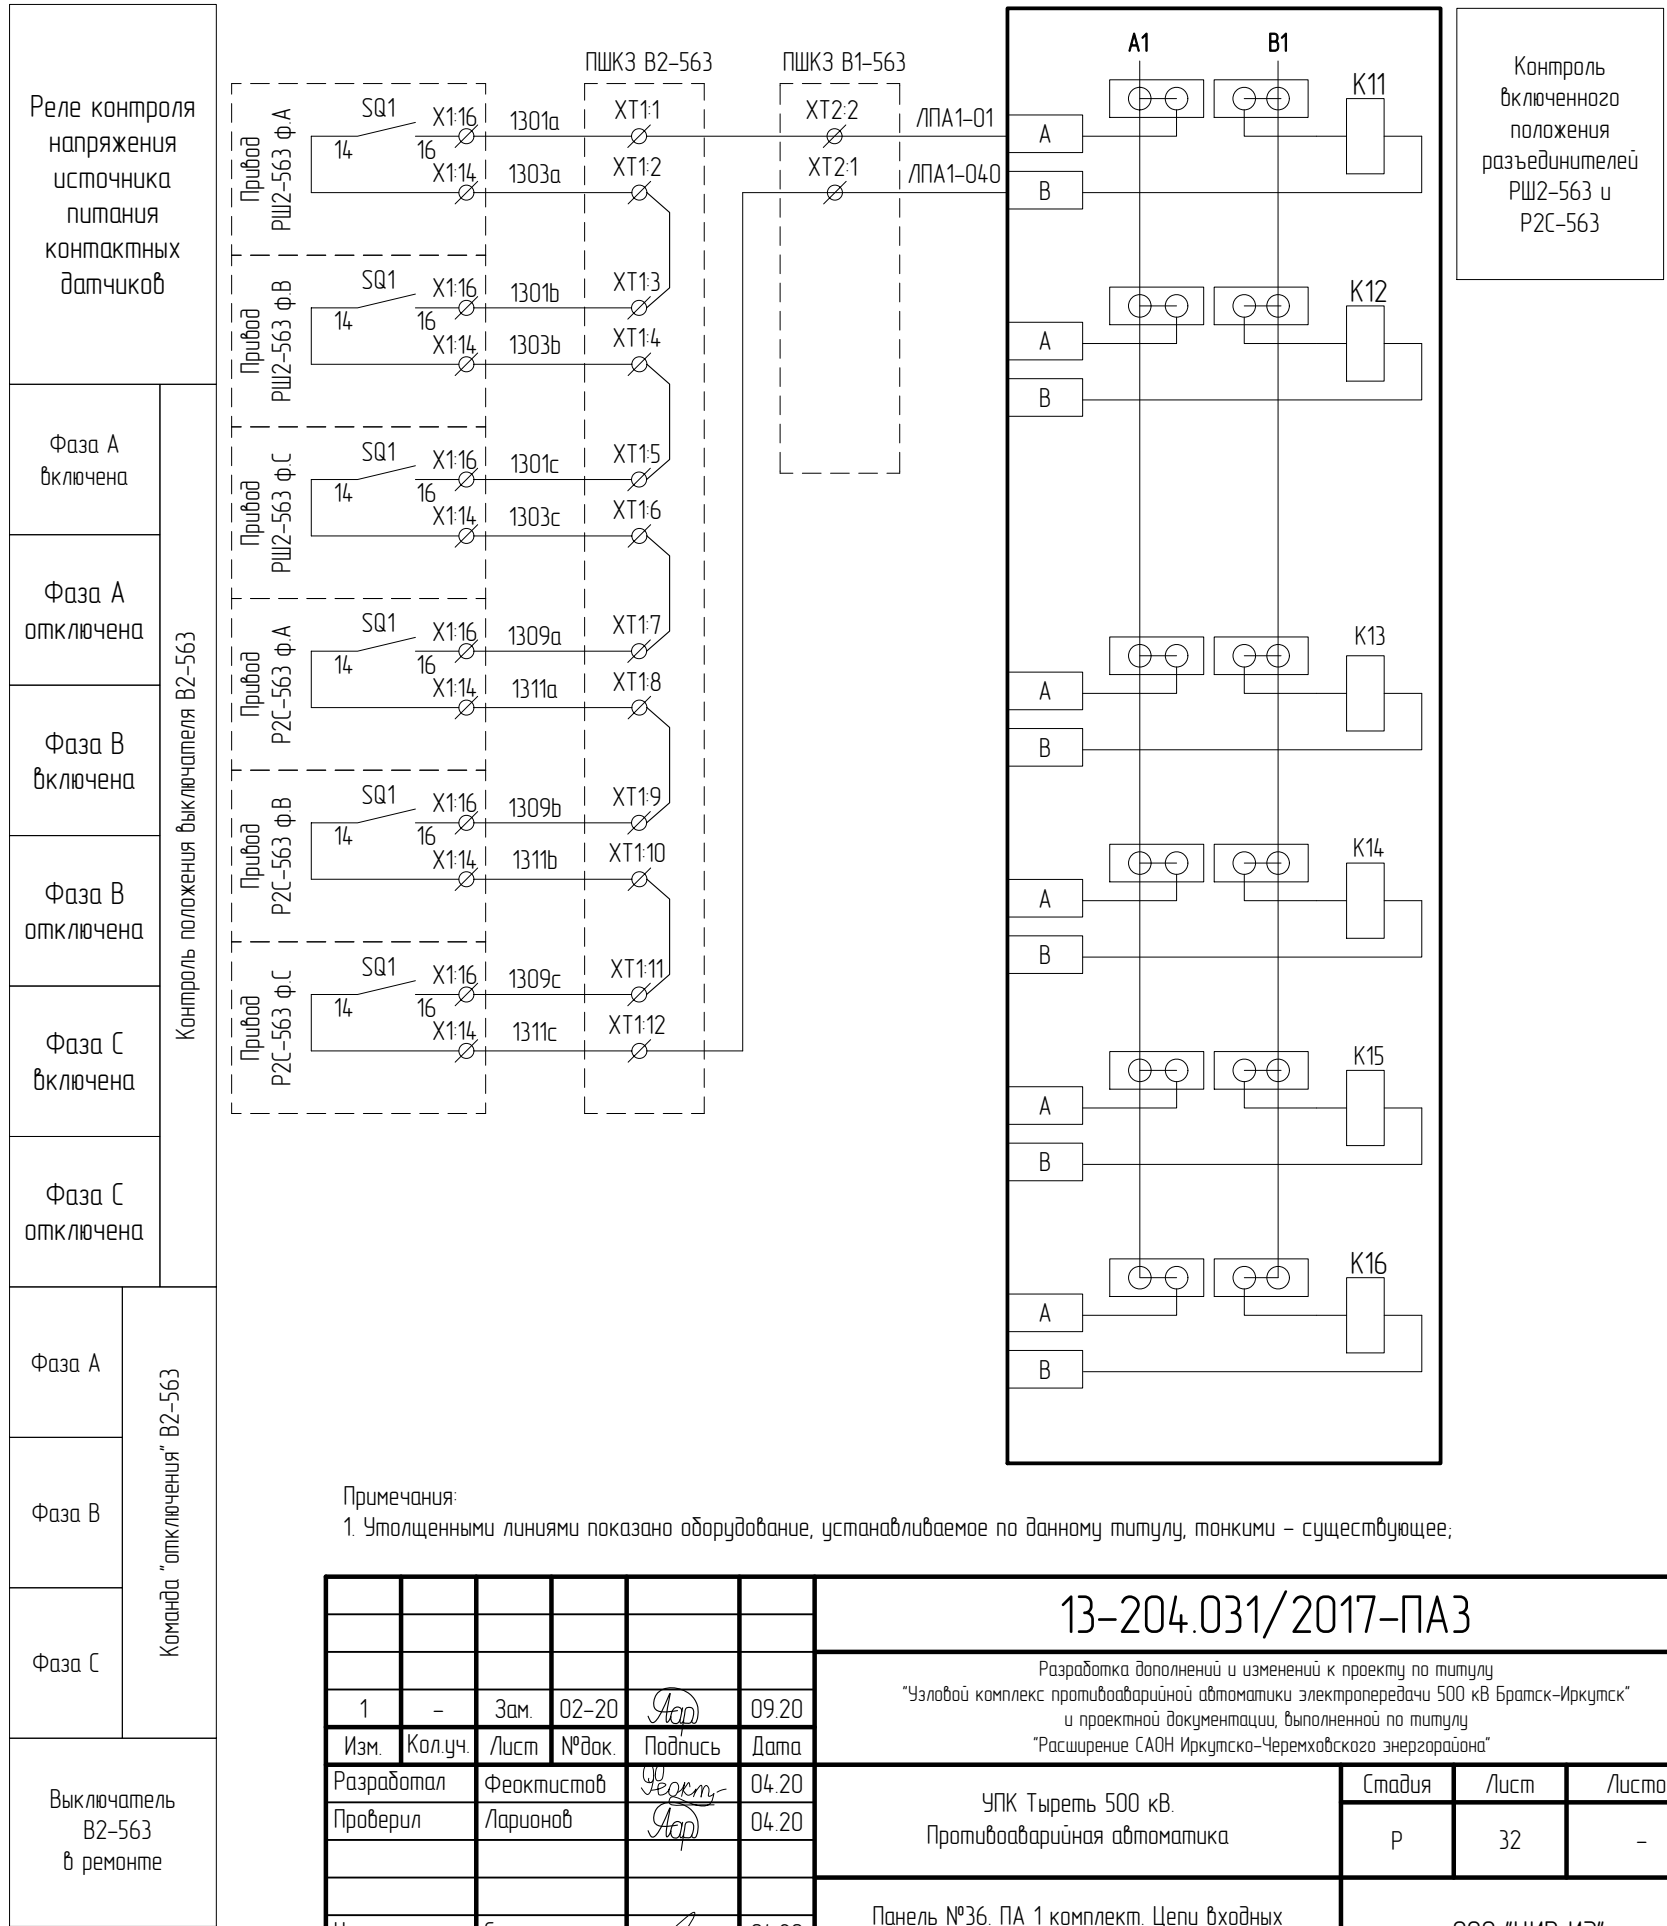 Реле контроля
напряжения
источника
питания
контактных
датчиков
Фаза А
включена
Фаза А
отключена
Фаза В
включена
Фаза В
отключена
Фаза С
включена
Фаза С
отключена
Контроль положения выключателя В2-563
Фаза А
Фаза В
Фаза С
Команда "отключения" В2-563
Выключатель
В2-563
в ремонте
ПШКЗ В2-563
ПШКЗ В1-563
Привод
РШ2-563 ф.А
SQ1
14
16
X1:16
1301а
XT1:1
XT2:2
ЛПА1-01
X1:14
1303а
XT1:2
XT2:1
ЛПА1-040
Привод
РШ2-563 ф.В
SQ1
14
16
X1:16
1301b
XT1:3
X1:14
1303b
XT1:4
Привод
РШ2-563 ф.С
SQ1
14
16
X1:16
1301с
XT1:5
X1:14
1303с
XT1:6
Привод
Р2С-563 ф.А
SQ1
14
16
X1:16
1309а
XT1:7
X1:14
1311а
XT1:8
Привод
Р2С-563 ф.В
SQ1
14
16
X1:16
1309b
XT1:9
X1:14
1311b
XT1:10
Привод
Р2С-563 ф.С
SQ1
14
16
X1:16
1309с
XT1:11
X1:14
1311с
XT1:12
А1
В1
К11
А
В
К12
А
В
К13
А
В
К14
А
В
К15
А
В
К16
А
В
Контроль
включенного
положения
разъединителей
РШ2-563 и
Р2С-563
Примечания:
1. Утолщенными линиями показано оборудование, устанавливаемое по данному титулу, тонкими – существующее;
13-204.031/2017-ПА3
Разработка дополнений и изменений к проекту по титулу
"Узловой комплекс противоаварийной автоматики электропередачи 500 кВ Братск-Иркутск"
и проектной документации, выполненной по титулу
"Расширение САОН Иркутско-Черемховского энергорайона"
1 – Зам. 02-20 09.20
Изм. Кол.уч. Лист №док. Подпись Дата
Разработал Феоктистов 04.20
Проверил Ларионов 04.20
УПК Тыреть 500 кВ.
Противоаварийная автоматика
Стадия Лист
Р 32 –
Панель №36. ПА 1 комплект. Цепи входных